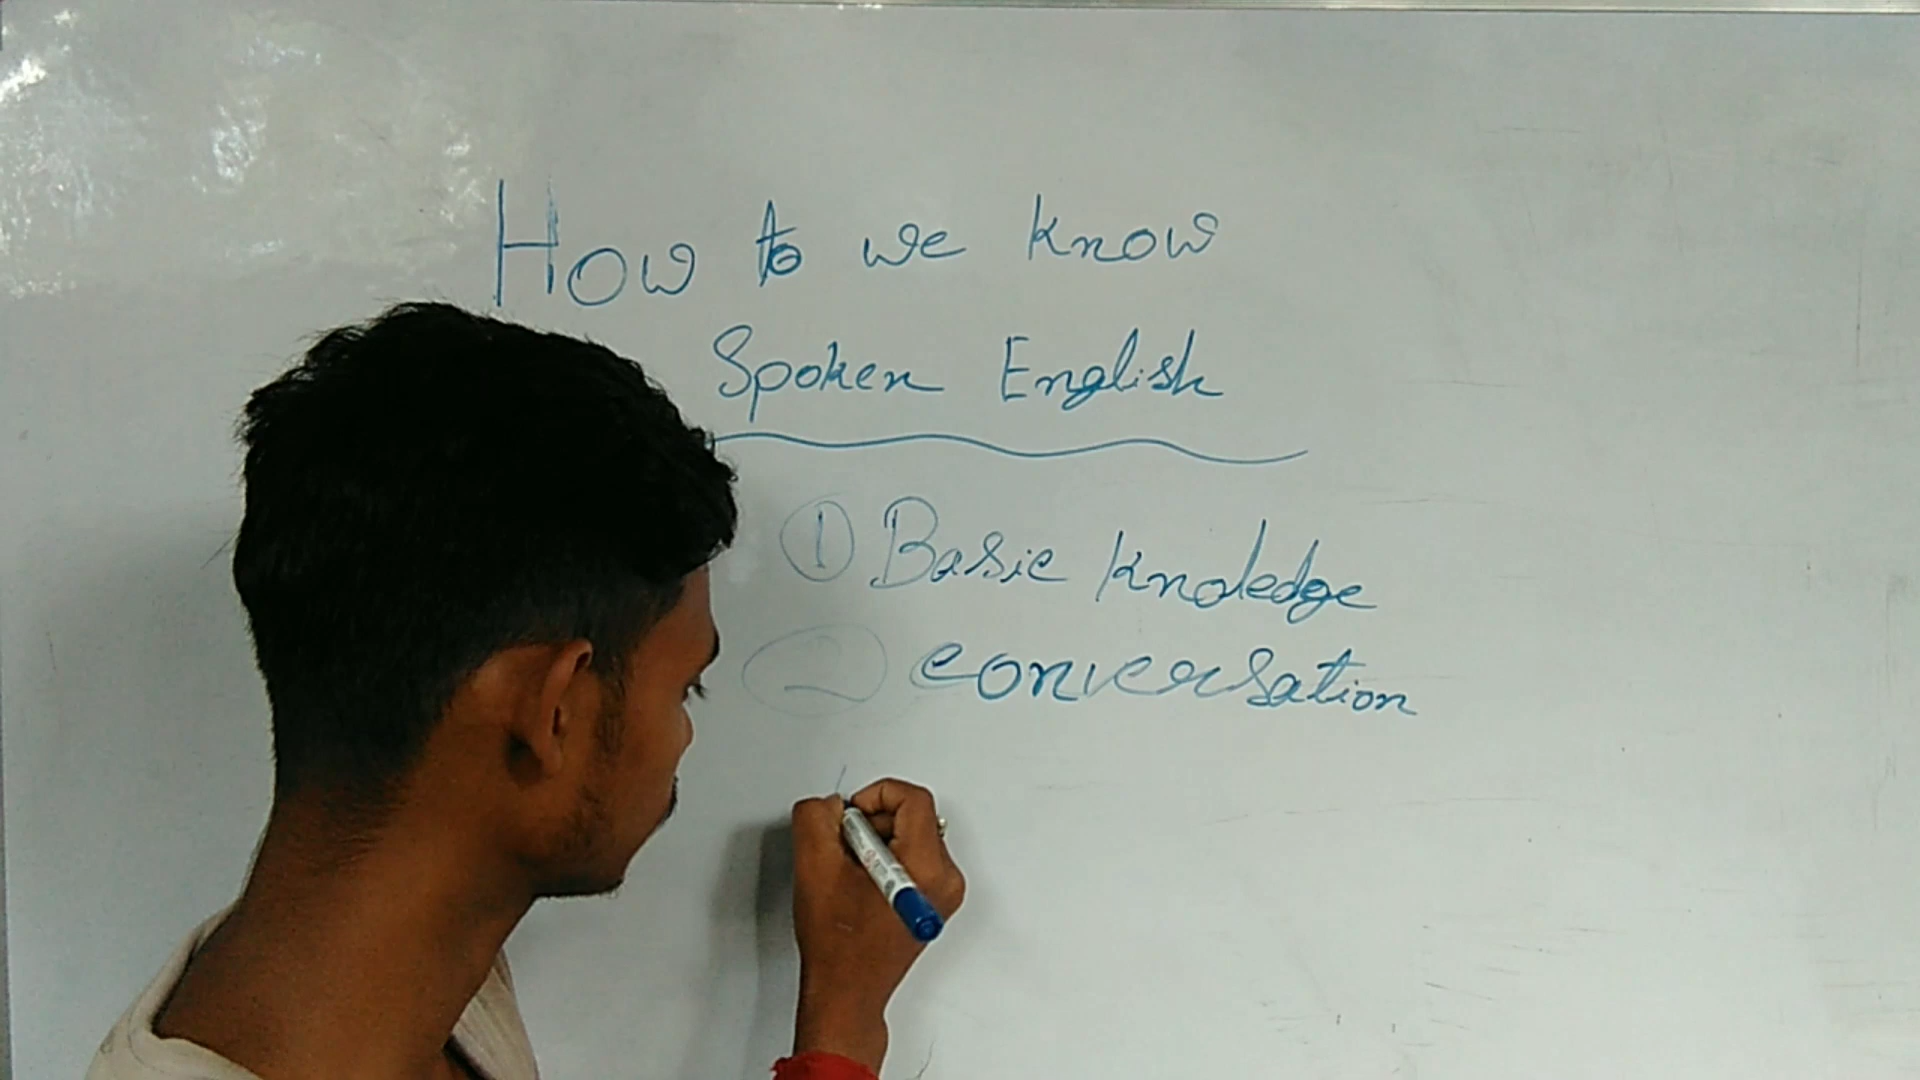 How to we know
Spoken English
① Basic Knoledge
② conversation